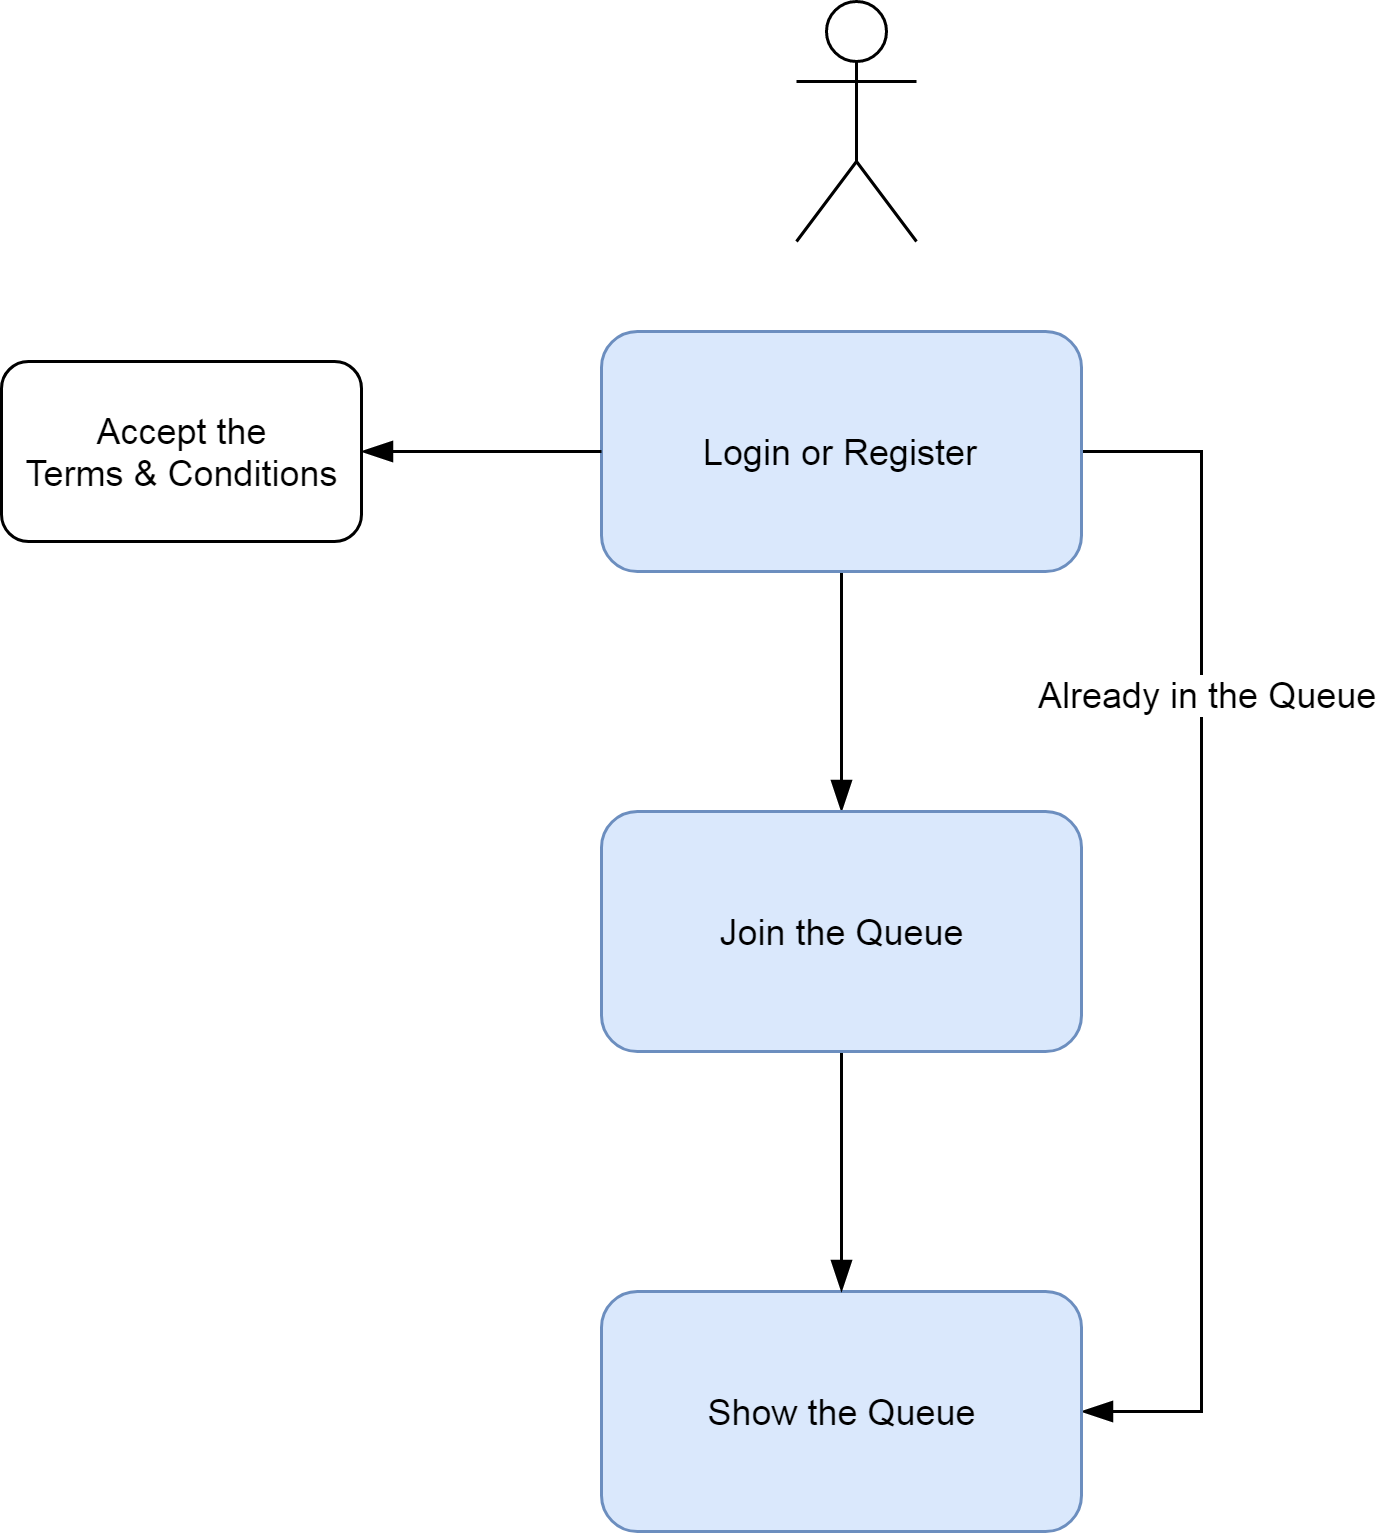 Accept the
Terms & Conditions
Login or Register
Already in the Queue
Join the Queue
Show the Queue